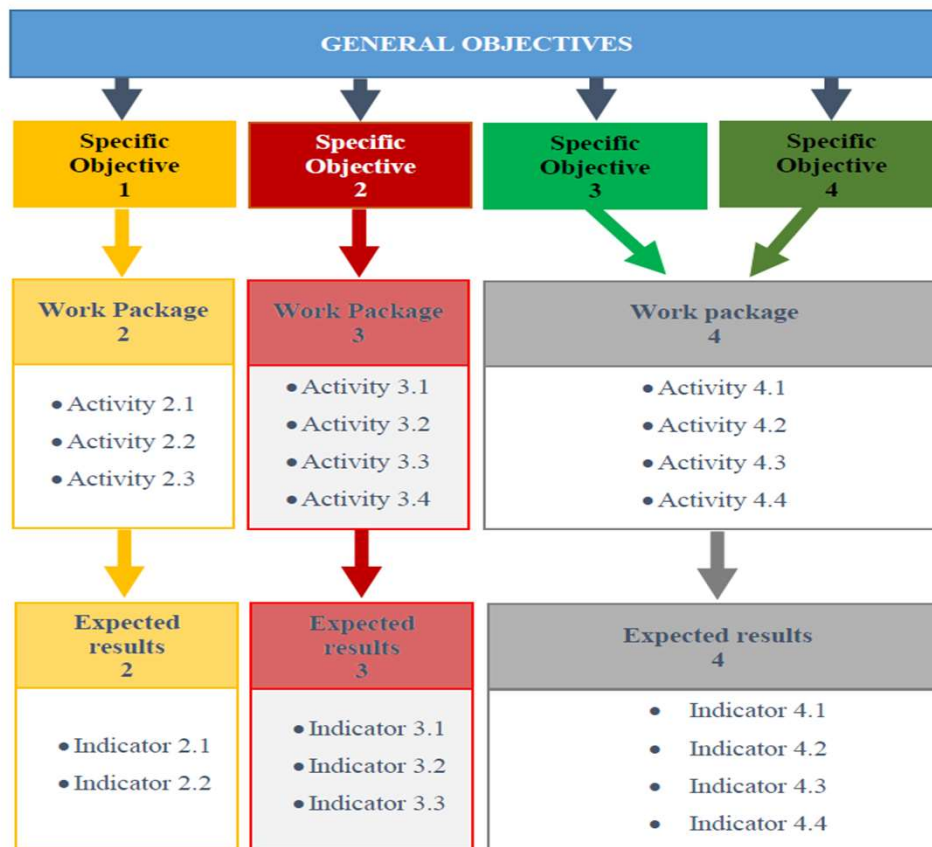 GENERAL OBJECTIVES
Specific
Objective
1
Specific
Objective
2
Specific
Objective
3
Specific
Objective
4
Work Package
2
• Activity 2.1
• Activity 2.2
• Activity 2.3
Work Package
3
• Activity 3.1
• Activity 3.2
• Activity 3.3
• Activity 3.4
Work package
4
• Activity 4.1
• Activity 4.2
• Activity 4.3
• Activity 4.4
Expected
results
2
• Indicator 2.1
• Indicator 2.2
Expected
results
3
• Indicator 3.1
• Indicator 3.2
• Indicator 3.3
Expected results
4
• Indicator 4.1
• Indicator 4.2
• Indicator 4.3
• Indicator 4.4